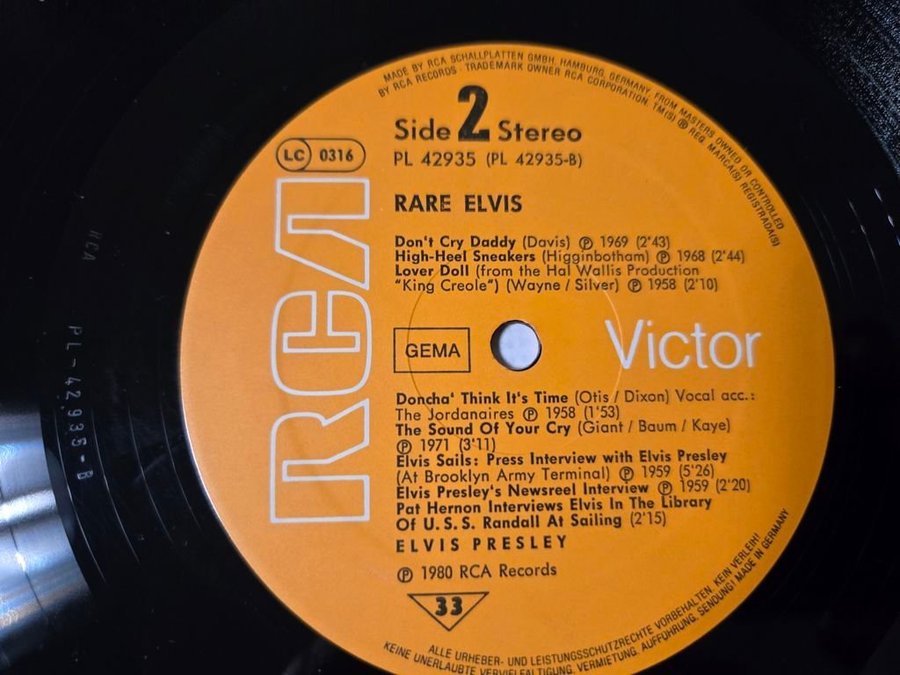 MADE BY RCA SCHALLPLATTEN GMBH, HAMBURG, GERMANY, FROM MASTERS OWNED OR CONTROLLED
BY RCA RECORDS · TRADEMARK OWNER RCA CORPORATION, TM(S) ® REG. MARCA(S) REGISTRADA(S)
Side 2 Stereo
LC 0316
PL 42935 (PL 42935-B)
RARE ELVIS
Don't Cry Daddy (Davis) ℗ 1969 (2'43)
High-Heel Sneakers (Higginbotham) ℗ 1968 (2'44)
Lover Doll (from the Hal Wallis Production
"King Creole") (Wayne / Silver) ℗ 1958 (2'10)
RCA
GEMA
Victor
Doncha' Think It's Time (Otis / Dixon) Vocal acc.:
The Jordanaires ℗ 1958 (1'53)
The Sound Of Your Cry (Giant / Baum / Kaye)
℗ 1971 (3'11)
Elvis Sails: Press Interview with Elvis Presley
(At Brooklyn Army Terminal) ℗ 1959 (5'26)
Elvis Presley's Newsreel Interview ℗ 1959 (2'20)
Pat Hernon Interviews Elvis In The Library
Of U.S.S. Randall At Sailing (2'15)
ELVIS PRESLEY
℗ 1980 RCA Records
33
ALLE URHEBER- UND LEISTUNGSSCHUTZRECHTE VORBEHALTEN. KEIN VERLEIH!
KEINE UNERLAUBTE VERVIELFALTIGUNG, VERMIETUNG, AUFFÜHRUNG, SENDUNG! MADE IN GERMANY
RCA PL-42935-B